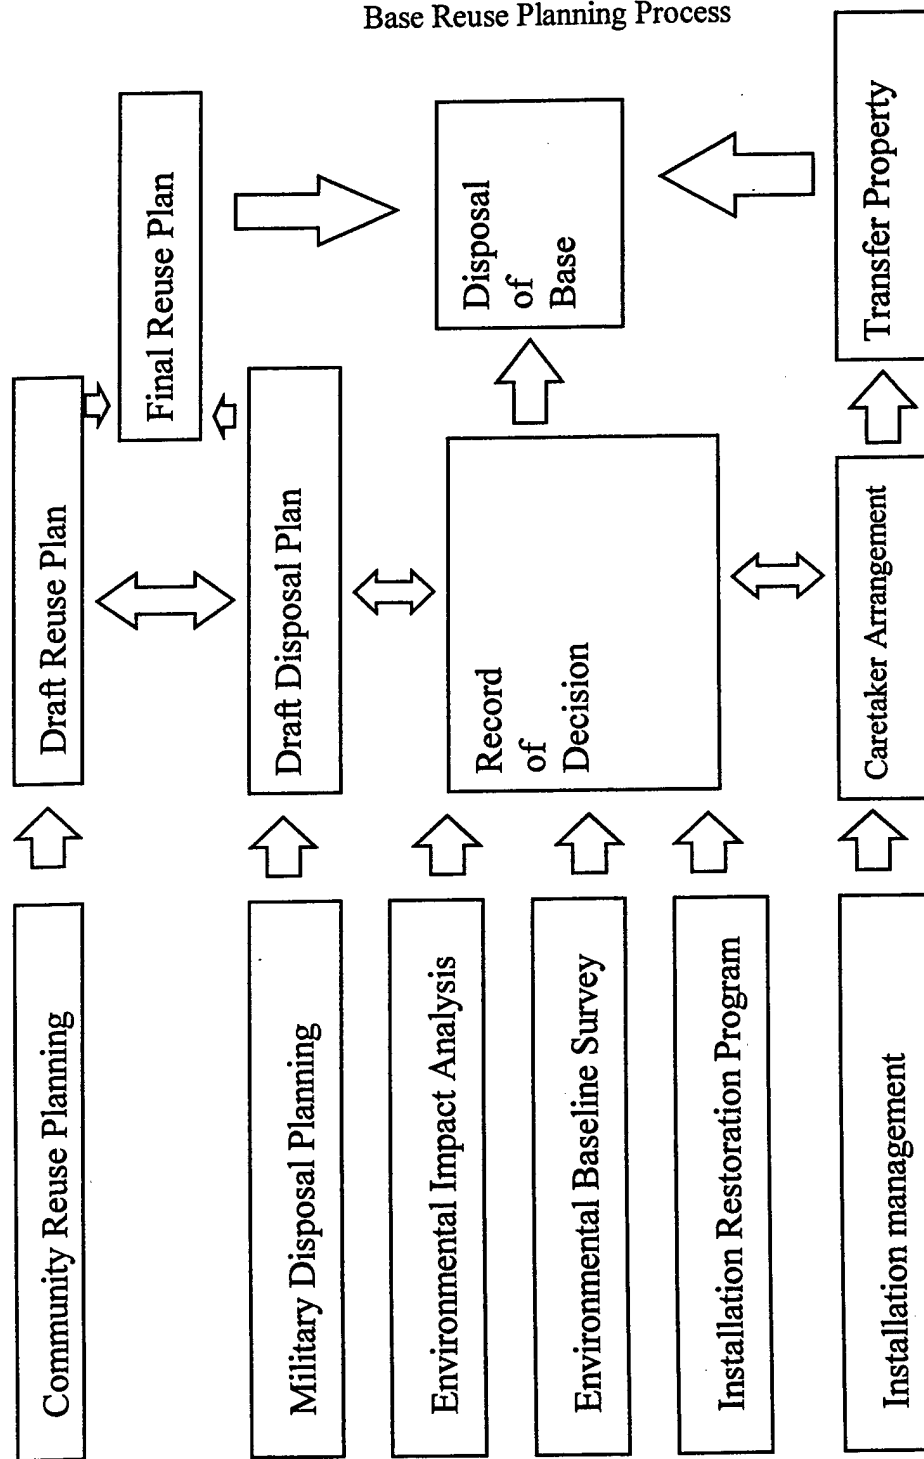 Base Reuse Planning Process
Community Reuse Planning
Draft Reuse Plan
Final Reuse Plan
Military Disposal Planning
Draft Disposal Plan
Environmental Impact Analysis
Environmental Baseline Survey
Installation Restoration Program
Record
of
Decision
Disposal
of
Base
Installation management
Caretaker Arrangement
Transfer Property